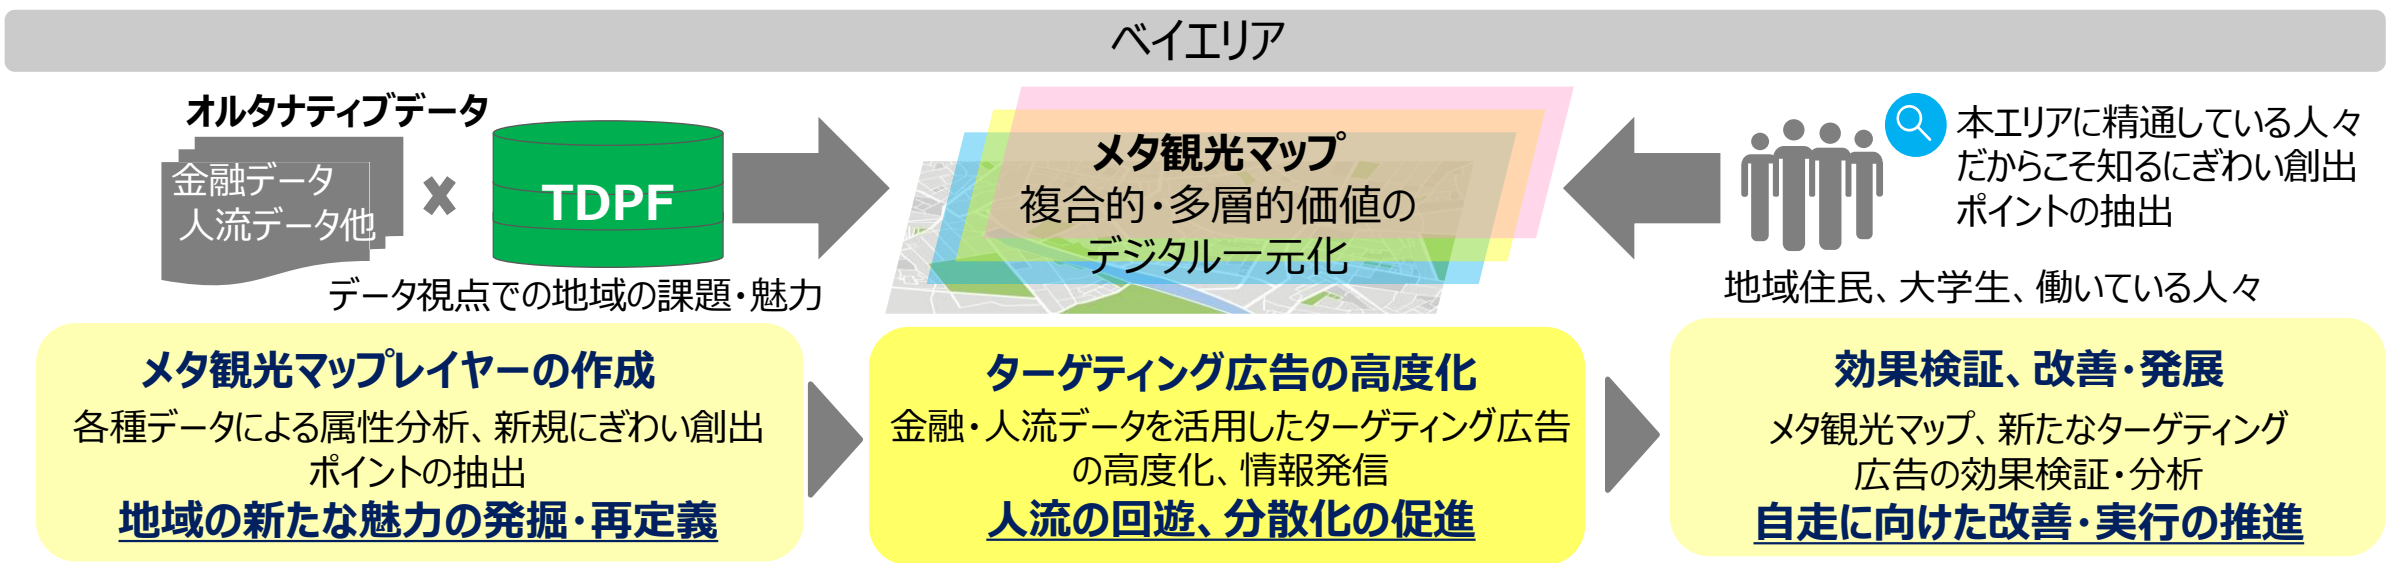 ベイエリア
オルタナティブデータ
金融データ
人流データ他
×
TDPF
データ視点での地域の課題・魅力
メタ観光マップ
複合的・多層的価値の
デジタル一元化
本エリアに精通している人々
だからこそ知るにぎわい創出
ポイントの抽出
地域住民、大学生、働いている人々
メタ観光マップレイヤーの作成
各種データによる属性分析、新規にぎわい創出
ポイントの抽出
地域の新たな魅力の発掘・再定義
ターゲティング広告の高度化
金融・人流データを活用したターゲティング広告
の高度化、情報発信
人流の回遊、分散化の促進
効果検証、改善・発展
メタ観光マップ、新たなターゲティング
広告の効果検証・分析
自走に向けた改善・実行の推進